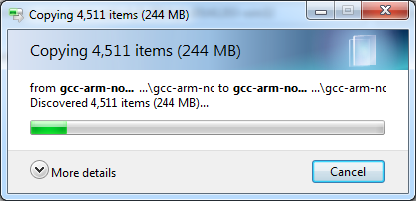 Copying 4,511 items (244 MB)
Copying 4,511 items (244 MB)
from gcc-arm-no... ...\gcc-arm-nc to gcc-arm-no... ...\gcc-arm-nc
Discovered 4,511 items (244 MB)...
More details
Cancel